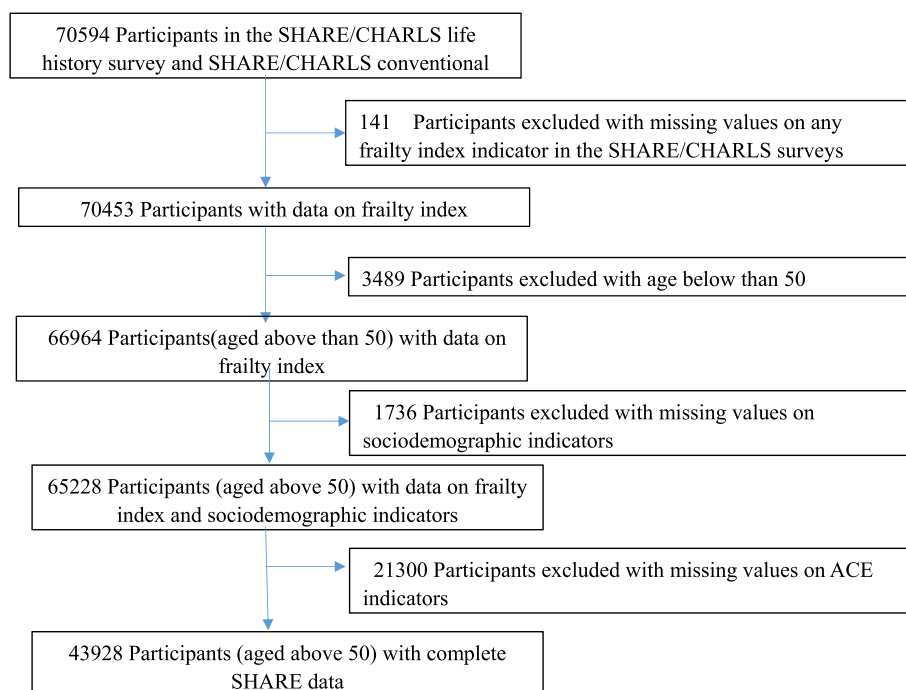 70594 Participants in the SHARE/CHARLS life
history survey and SHARE/CHARLS conventional
141 Participants excluded with missing values on any
frailty index indicator in the SHARE/CHARLS surveys
70453 Participants with data on frailty index
3489 Participants excluded with age below than 50
66964 Participants(aged above than 50) with data on
frailty index
1736 Participants excluded with missing values on
sociodemographic indicators
65228 Participants (aged above 50) with data on frailty
index and sociodemographic indicators
21300 Participants excluded with missing values on ACE
indicators
43928 Participants (aged above 50) with complete
SHARE data